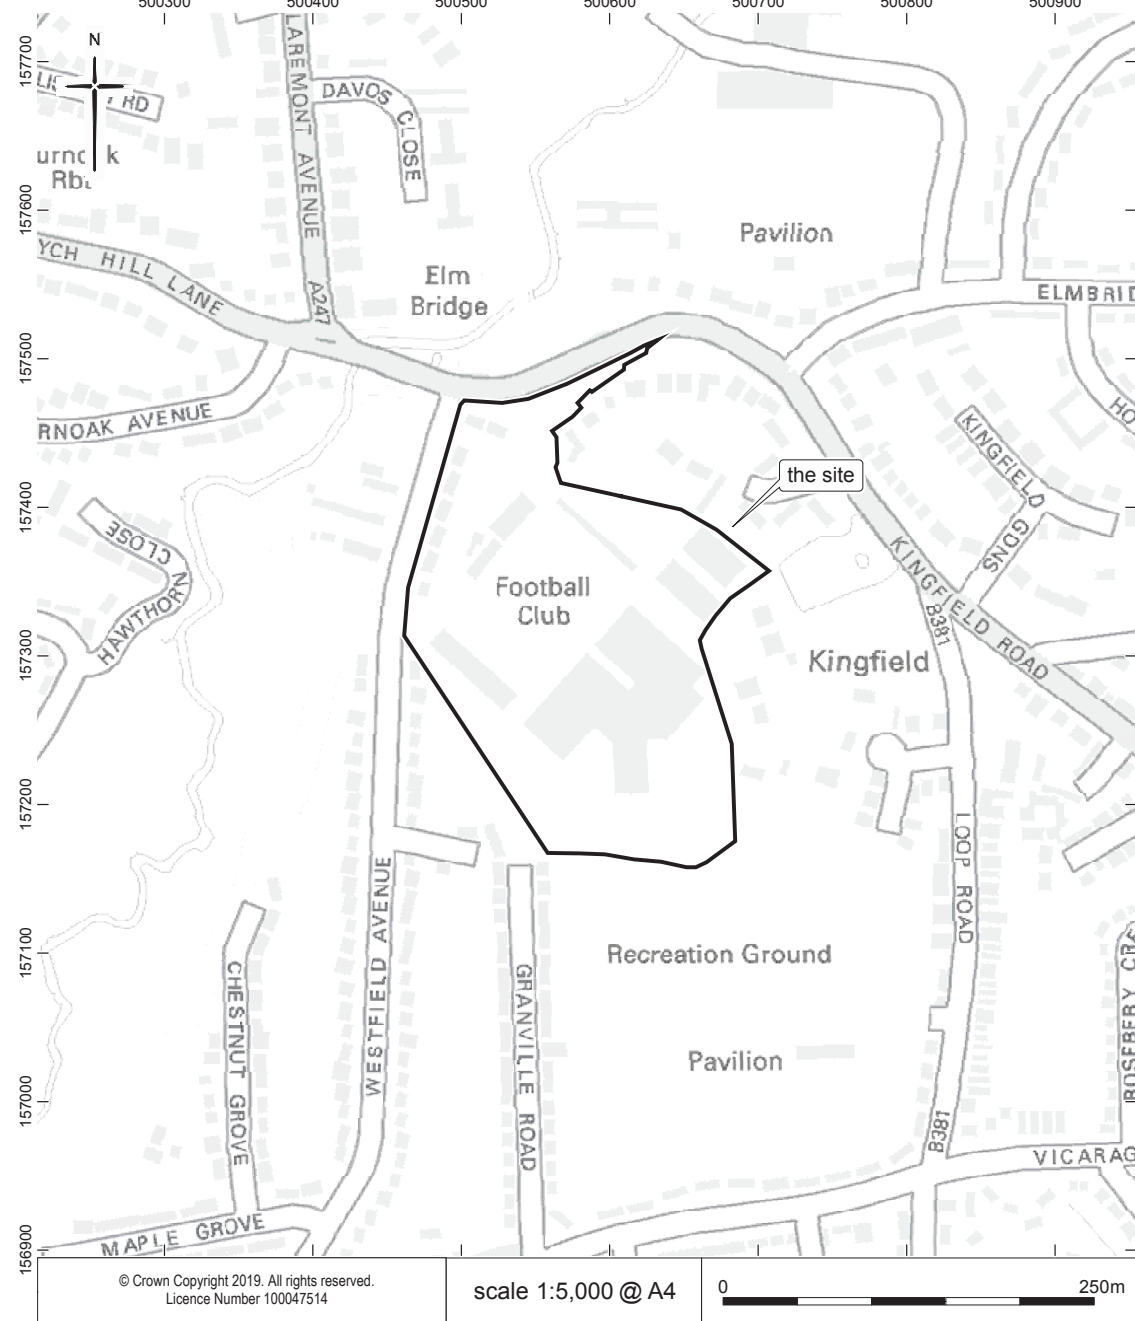 500300
500400
500500
500600
500700
500800
500900
157700
157600
157500
157400
157300
157200
157100
157000
156900
N
RD
DAVOS CLOSE
LAREMONT AVENUE
A247
YCH HILL LANE
Elm
Bridge
Pavilion
ELMBRID
HO
RNOAK AVENUE
HAWTHORN CLOSE
KINGFIELD GDNS
the site
Football
Club
KINGFIELD ROAD
B381
Kingfield
LOOP ROAD
WESTFIELD AVENUE
Recreation Ground
CHESTNUT GROVE
GRANVILLE ROAD
Pavilion
ROSEBERY CRE
B381
VICARAG
MAPLE GROVE
© Crown Copyright 2019. All rights reserved.
Licence Number 100047514
scale 1:5,000 @ A4
0
250m